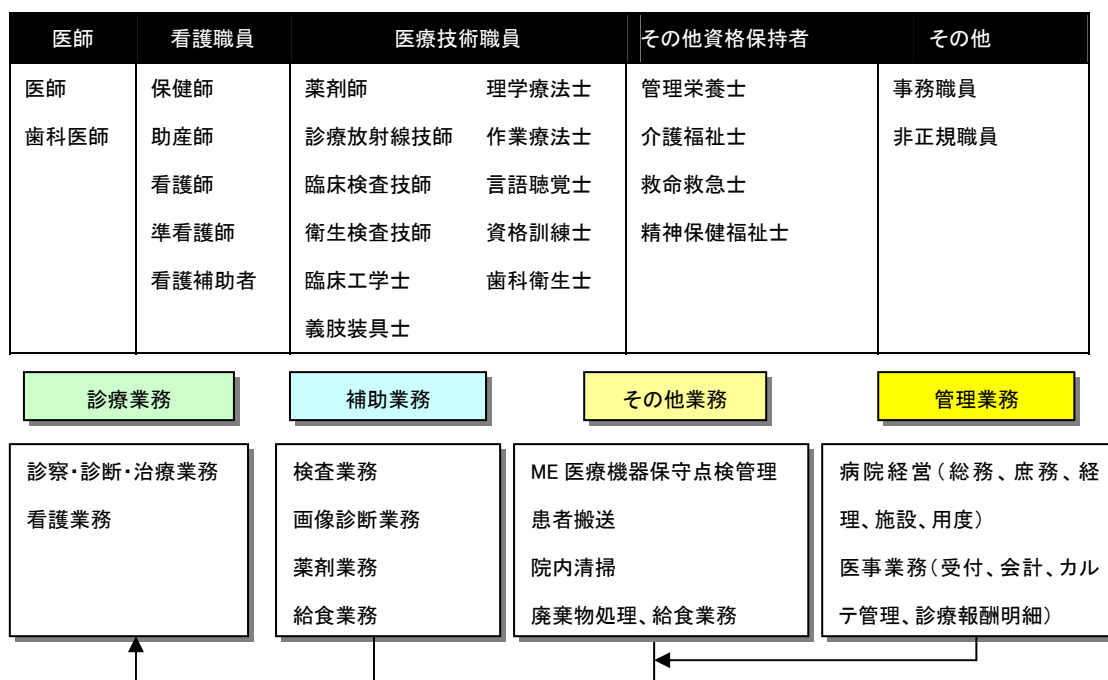 医師 看護職員 医療技術職員 その他資格保持者 その他
医師 保健師 薬剤師 理学療法士 管理栄養士 事務職員
歯科医師 助産師 診療放射線技師 作業療法士 介護福祉士 非正規職員
看護師 臨床検査技師 言語聴覚士 救命救急士
準看護師 衛生検査技師 資格訓練士 精神保健福祉士
看護補助者 臨床工学士 歯科衛生士
義肢装具士
診療業務 補助業務 その他業務 管理業務
診察・診断・治療業務
看護業務
検査業務
画像診断業務
薬剤業務
給食業務
ME 医療機器保守点検管理
患者搬送
院内清掃
廃棄物処理、給食業務
病院経営（総務、庶務、経
理、施設、用度）
医事業務（受付、会計、カル
テ管理、診療報酬明細）